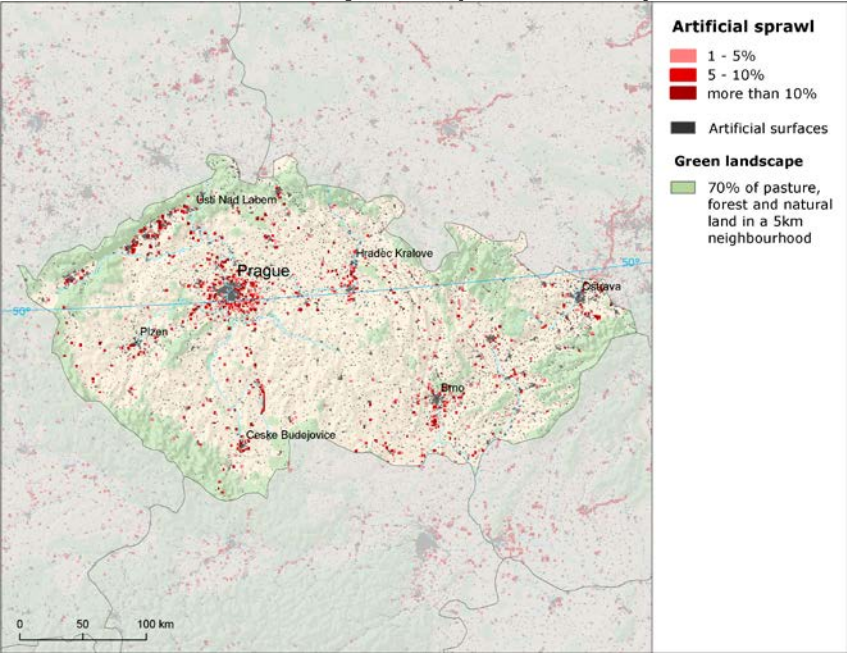 Artificial sprawl
1 - 5%
5 - 10%
more than 10%
Artificial surfaces
Green landscape
70% of pasture,
forest and natural
land in a 5km
neighbourhood
Usti Nad Labem
Hradec Kralove
50°
Prague
Ostrava
50°
Plzen
Brno
Ceske Budejovice
0 50 100 km